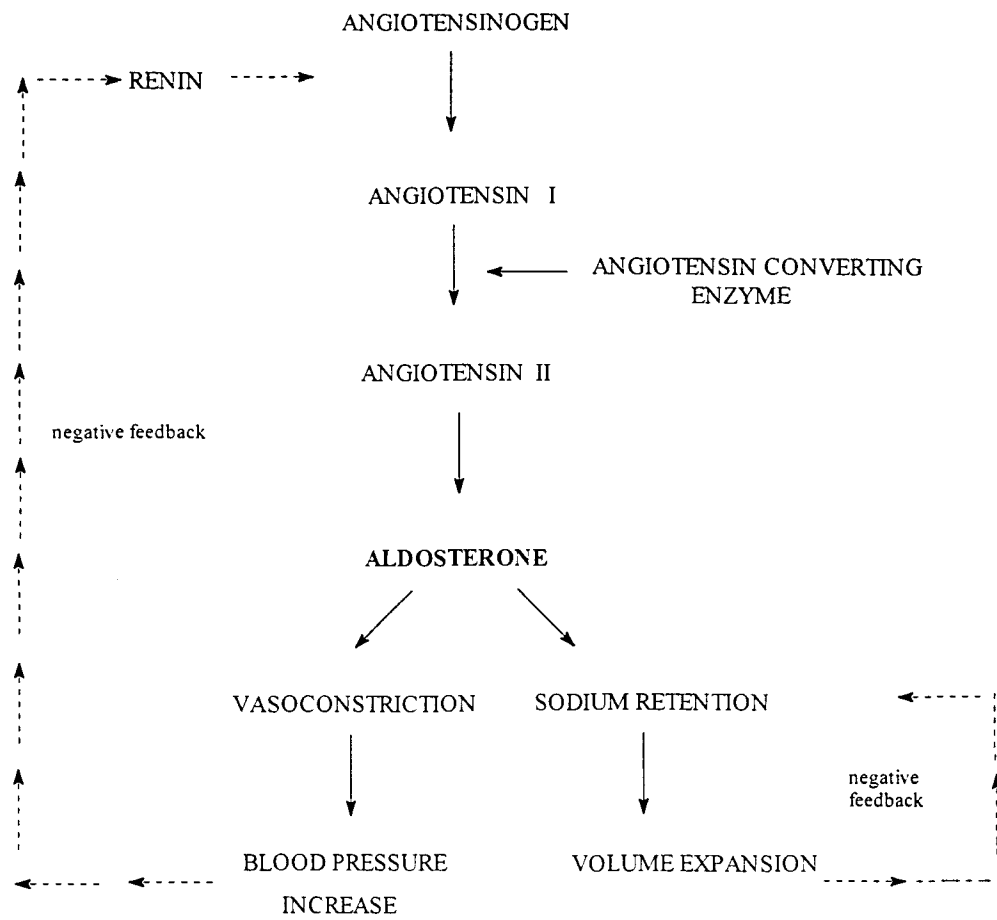 ANGIOTENSINOGEN
RENIN
ANGIOTENSIN I
ANGIOTENSIN CONVERTING
ENZYME
ANGIOTENSIN II
negative feedback
ALDOSTERONE
VASOCONSTRICTION
SODIUM RETENTION
negative
feedback
BLOOD PRESSURE
INCREASE
VOLUME EXPANSION